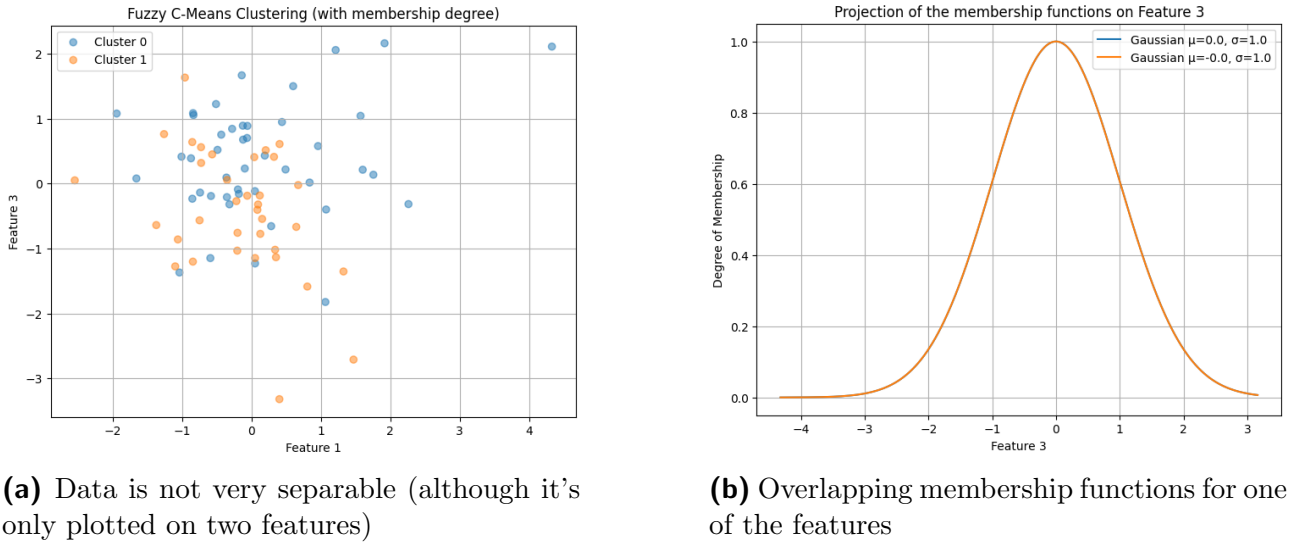 Fuzzy C-Means Clustering (with membership degree)
Cluster 0
Cluster 1
Feature 3
2
1
0
−1
−2
−3
−2
−1
0
1
2
3
4
Feature 1
(a) Data is not very separable (although it's
only plotted on two features)
Projection of the membership functions on Feature 3
Gaussian μ=0.0, σ=1.0
Gaussian μ=-0.0, σ=1.0
Degree of Membership
1.0
0.8
0.6
0.4
0.2
0.0
−4
−3
−2
−1
0
1
2
3
Feature 3
(b) Overlapping membership functions for one
of the features